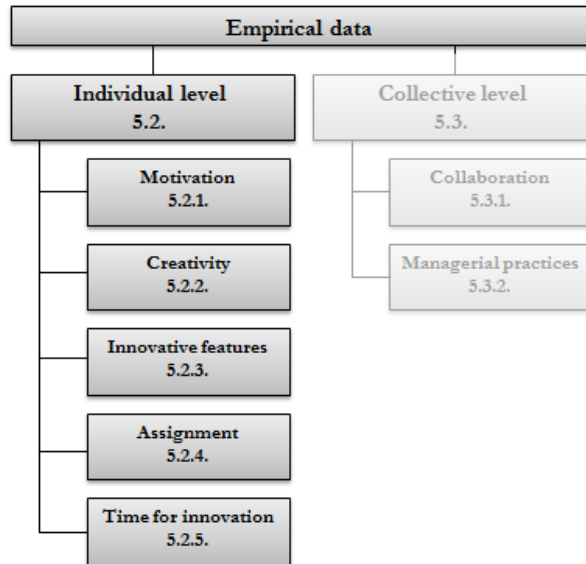 Empirical data
Individual level
5.2.
Motivation
5.2.1.
Creativity
5.2.2.
Innovative features
5.2.3.
Assignment
5.2.4.
Time for innovation
5.2.5.
Collective level
5.3.
Collaboration
5.3.1.
Managerial practices
5.3.2.